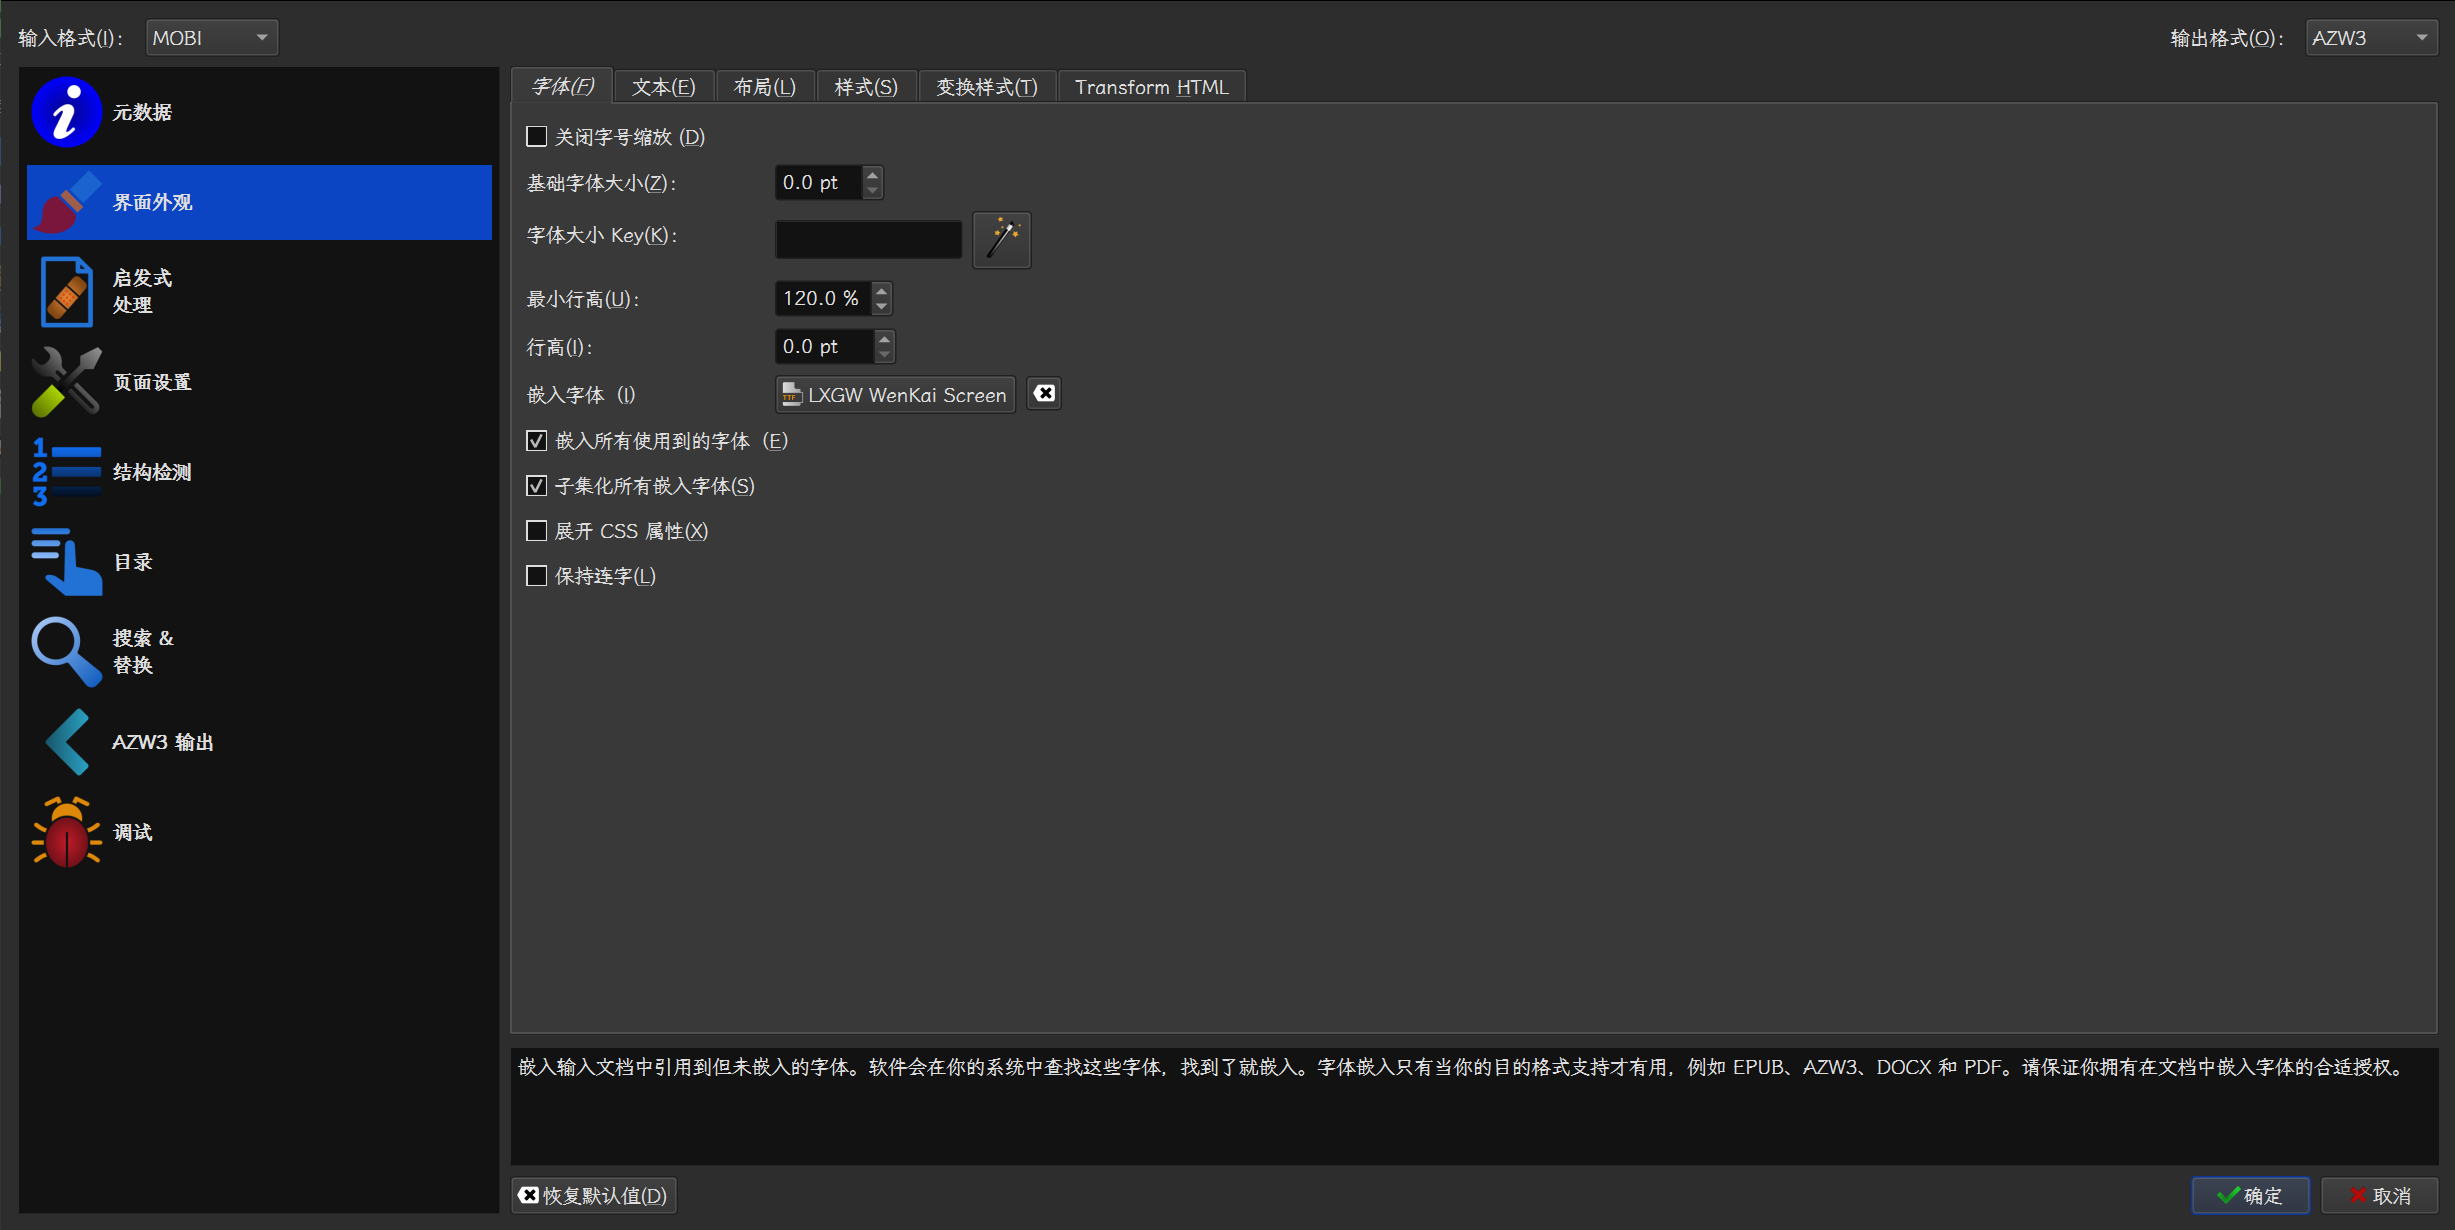 输入格式(I)：
MOBI
输出格式(O)：
AZW3
元数据
界面外观
启发式
处理
页面设置
1
2
3
结构检测
目录
搜索 &
替换
AZW3 输出
调试
字体(F)
文本(E)
布局(L)
样式(S)
变换样式(T)
Transform HTML
关闭字号缩放 (D)
基础字体大小(Z)：
0.0 pt
字体大小 Key(K)：
最小行高(U)：
120.0 %
行高(I)：
0.0 pt
嵌入字体（I）
TTF
LXGW WenKai Screen
嵌入所有使用到的字体（E）
子集化所有嵌入字体(S)
展开 CSS 属性(X)
保持连字(L)
嵌入输入文档中引用到但未嵌入的字体。软件会在你的系统中查找这些字体，找到了就嵌入。字体嵌入只有当你的目的格式支持才有用，例如 EPUB、AZW3、DOCX 和 PDF。请保证你拥有在文档中嵌入字体的合适授权。
恢复默认值(D)
确定
取消